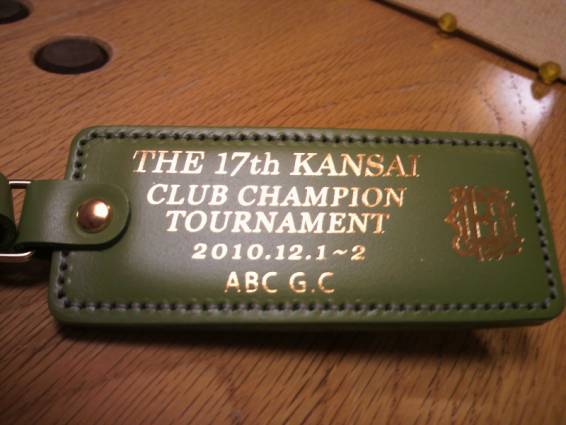 THE 17th KANSAI
CLUB CHAMPION
TOURNAMENT
2010.12.1~2
ABC G.C